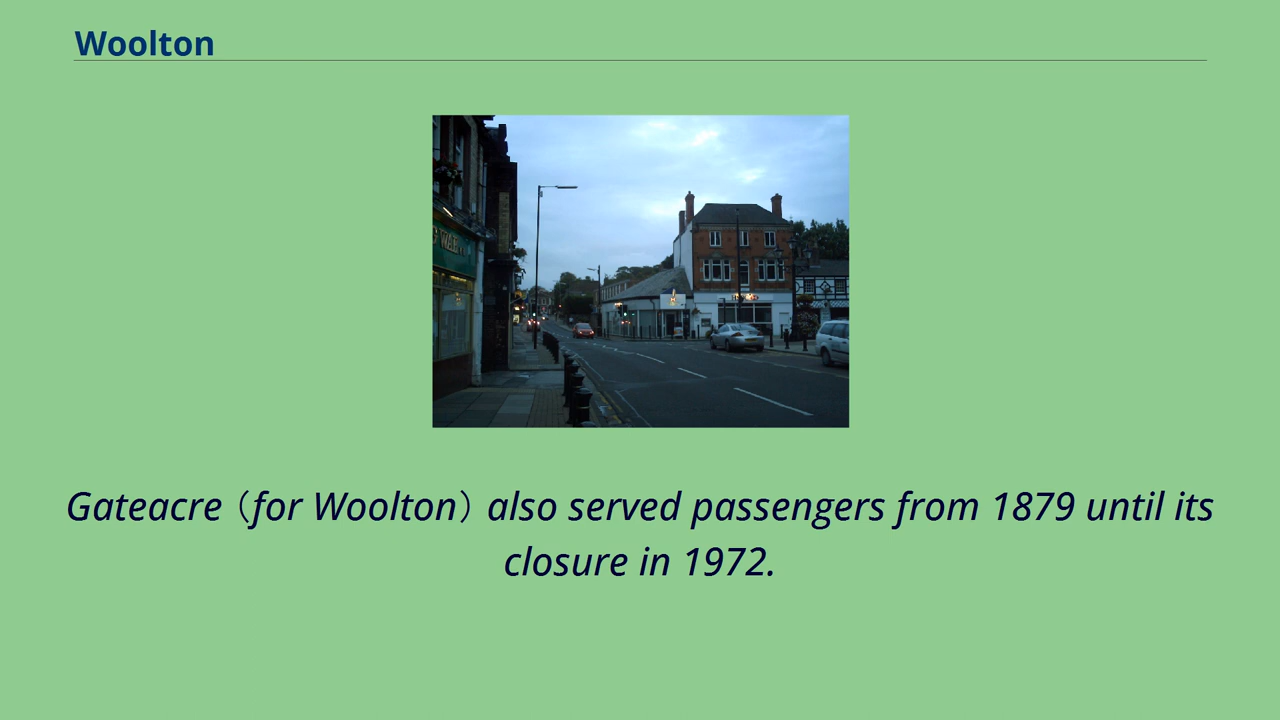 Woolton
Gateacre (for Woolton) also served passengers from 1879 until its
closure in 1972.